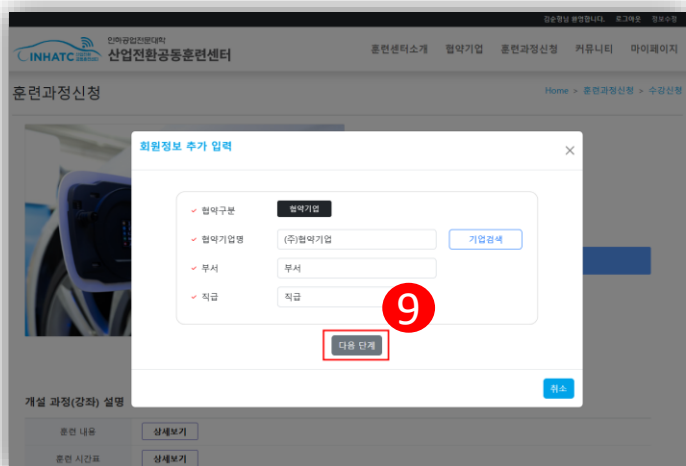 김순형님 환영합니다. 로그아웃 정보수정
INHATC
인하공업전문대학
산업전환공동훈련센터
훈련센터소개 협약기업 훈련과정신청 커뮤니티 마이페이지
훈련과정신청
Home > 훈련과정신청 > 수강신청
회원정보 추가 입력
×
협약구분 협약기업
협약기업명 (주)협약기업 기업검색
부서 부서
직급 직급
9
다음 단계
취소
개설 과정(강좌) 설명
훈련 내용 상세보기
훈련 시간표 상세보기